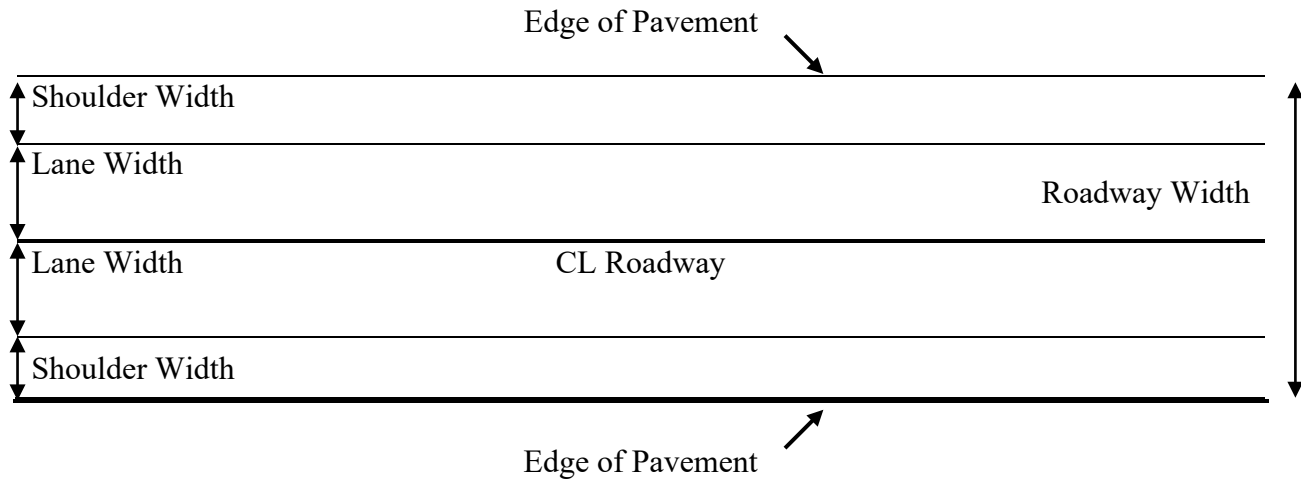 Edge of Pavement
Shoulder Width
Lane Width
Roadway Width
Lane Width
CL Roadway
Shoulder Width
Edge of Pavement